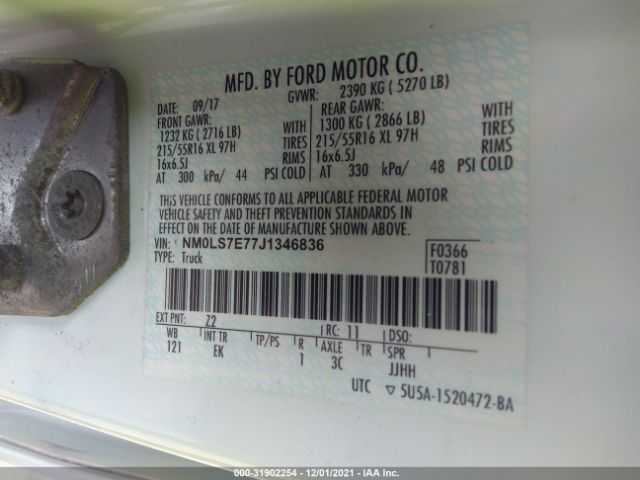 MFD. BY FORD MOTOR CO.
DATE: 09/17 GVWR: 2390 KG ( 5270 LB)
FRONT GAWR: REAR GAWR:
1232 KG (2716 LB) WITH 1300 KG (2866 LB) WITH
215/55R16 XL 97H TIRES 215/55R16 XL 97H TIRES
16x6.5J RIMS 16x6.5J RIMS
AT 300 kPa/ 44 PSI COLD AT 330 kPa/ 48 PSI COLD
THIS VEHICLE CONFORMS TO ALL APPLICABLE FEDERAL MOTOR
VEHICLE SAFETY AND THEFT PREVENTION STANDARDS IN
EFFECT ON THE DATE OF MANUFACTURE SHOWN ABOVE.
VIN: NM0LS7E77J1346836 F0366
TYPE: Truck T0781
EXT PNT: Z2 RC: 11 DSO:
WB INT TR TP/PS R AXLE TR SPR
121 EK 1 3C JJHH
UTC ▽ 5U5A-1520472-BA
000-31902254 - 12/01/2021 - IAA Inc.